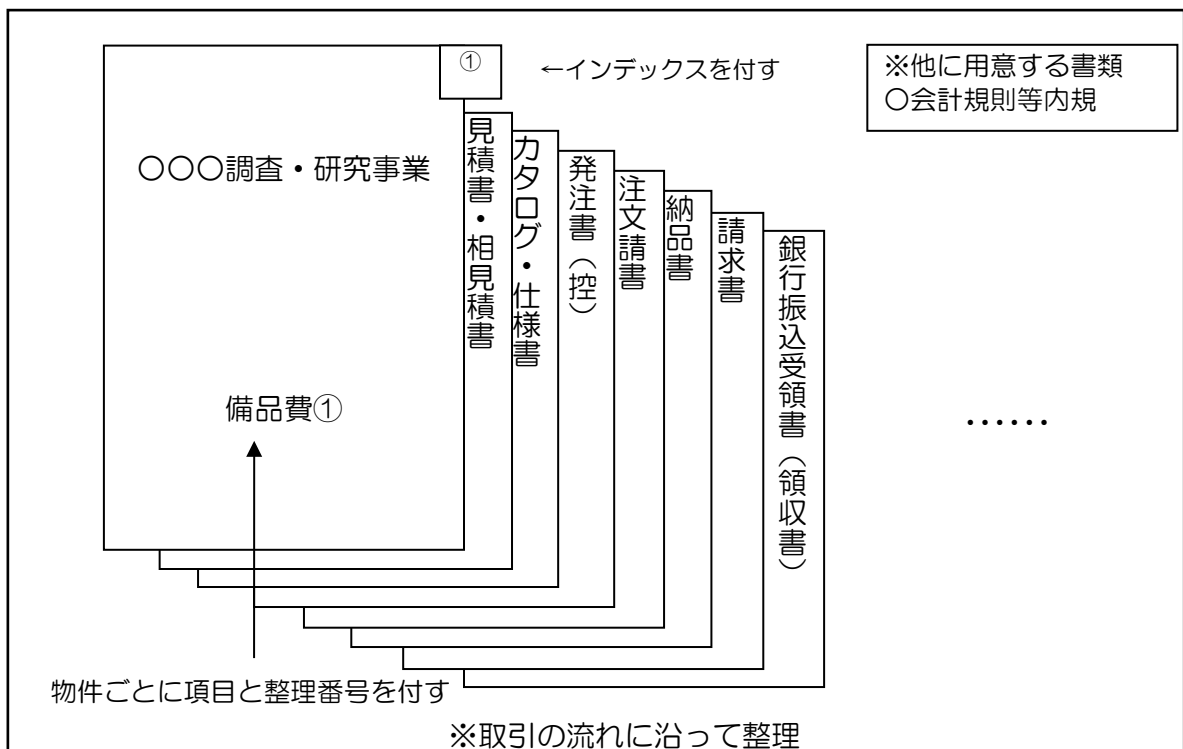 ①
←インデックスを付す
※他に用意する書類
○会計規則等内規
○○○調査・研究事業
備品費①
見積書・相見積書
カタログ・仕様書
発注書（控）
注文請書
納品書
請求書
銀行振込受領書（領収書）
……
物件ごとに項目と整理番号を付す
※取引の流れに沿って整理